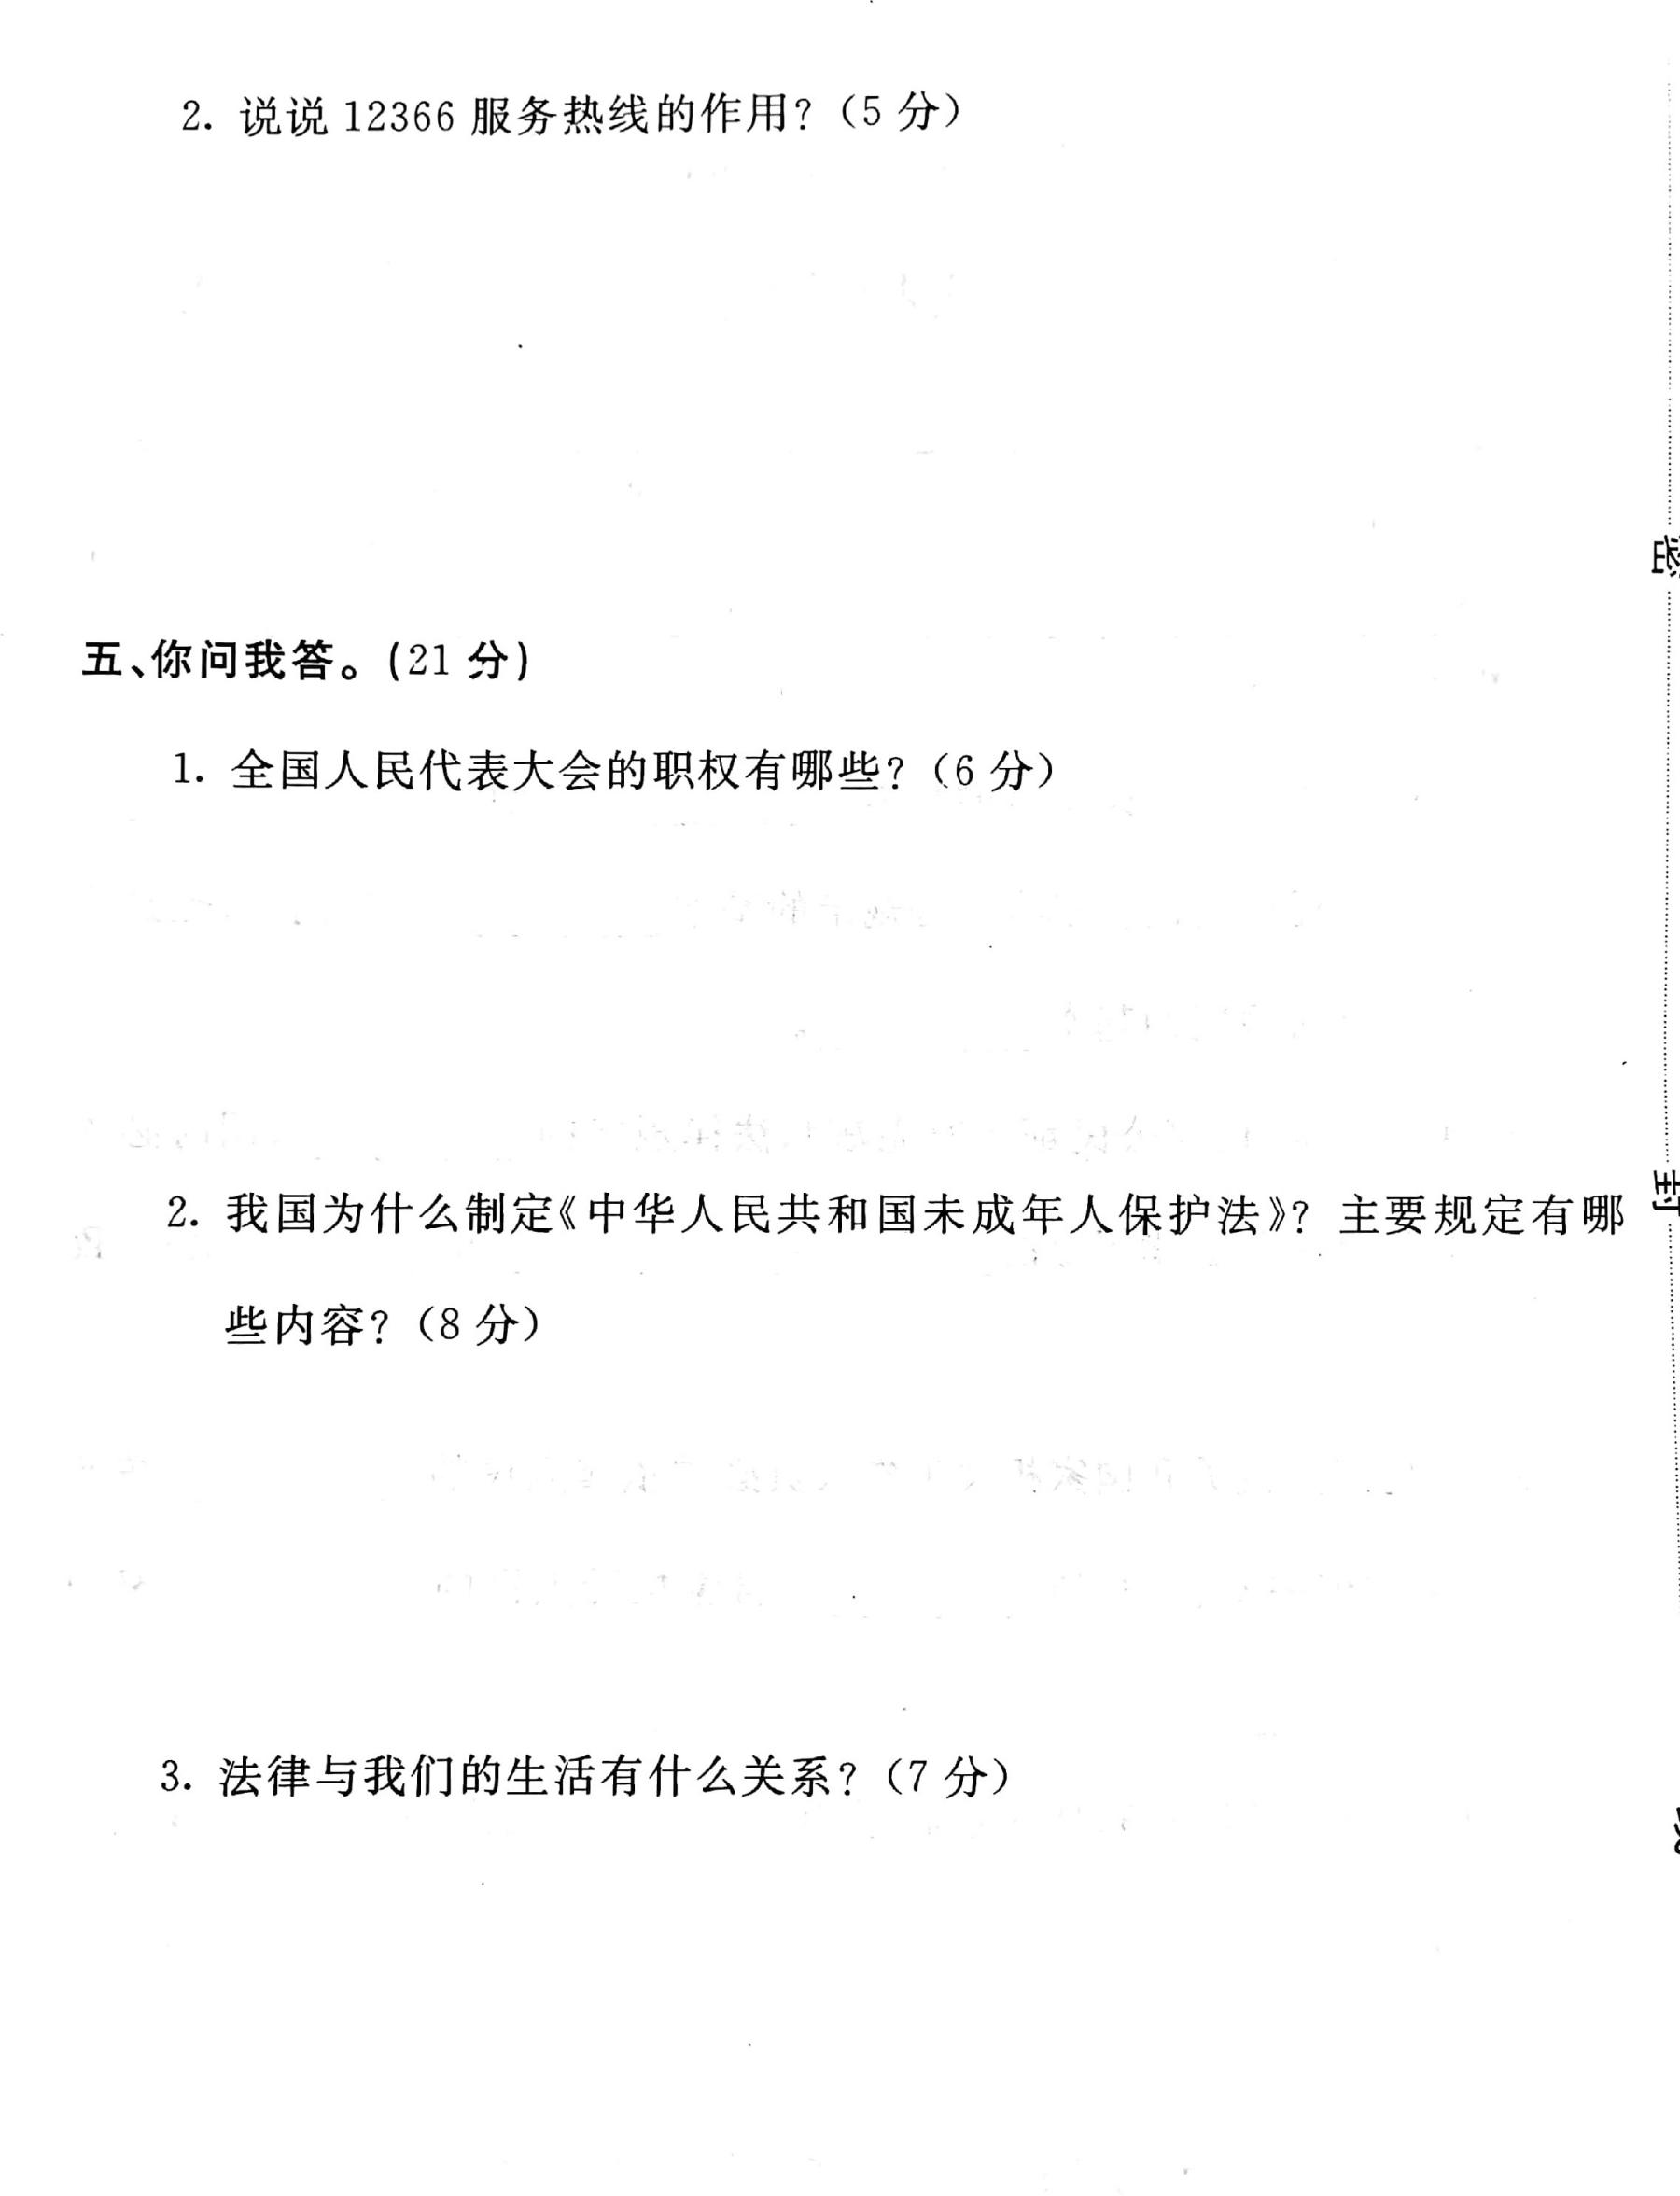 2. 说说 12366 服务热线的作用?(5 分)
五、你问我答。(21 分)
1. 全国人民代表大会的职权有哪些?(6 分)
2. 我国为什么制定《中华人民共和国未成年人保护法》? 主要规定有哪
些内容?(8 分)
3. 法律与我们的生活有什么关系?(7 分)
密
封